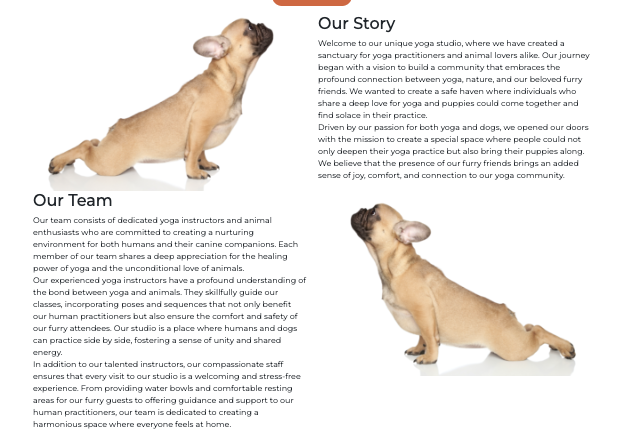 Our Story
Welcome to our unique yoga studio, where we have created a
sanctuary for yoga practitioners and animal lovers alike. Our journey
began with a vision to build a community that embraces the
profound connection between yoga, nature, and our beloved furry
friends. We wanted to create a safe haven where individuals who
share a deep love for yoga and puppies could come together and
find solace in their practice.
Driven by our passion for both yoga and dogs, we opened our doors
with the mission to create a special space where people could not
only deepen their yoga practice but also bring their puppies along.
We believe that the presence of our furry friends brings an added
sense of joy, comfort, and connection to our yoga community.
Our Team
Our team consists of dedicated yoga instructors and animal
enthusiasts who are committed to creating a nurturing
environment for both humans and their canine companions. Each
member of our team shares a deep appreciation for the healing
power of yoga and the unconditional love of animals.
Our experienced yoga instructors have a profound understanding of
the bond between yoga and animals. They skillfully guide our
classes, incorporating poses and sequences that not only benefit
our human practitioners but also ensure the comfort and safety of
our furry attendees. Our studio is a place where humans and dogs
can practice side by side, fostering a sense of unity and shared
energy.
In addition to our talented instructors, our compassionate staff
ensures that every visit to our studio is a welcoming and stress-free
experience. From providing water bowls and comfortable resting
areas for our furry guests to offering guidance and support to our
human practitioners, our team is dedicated to creating a
harmonious space where everyone feels at home.